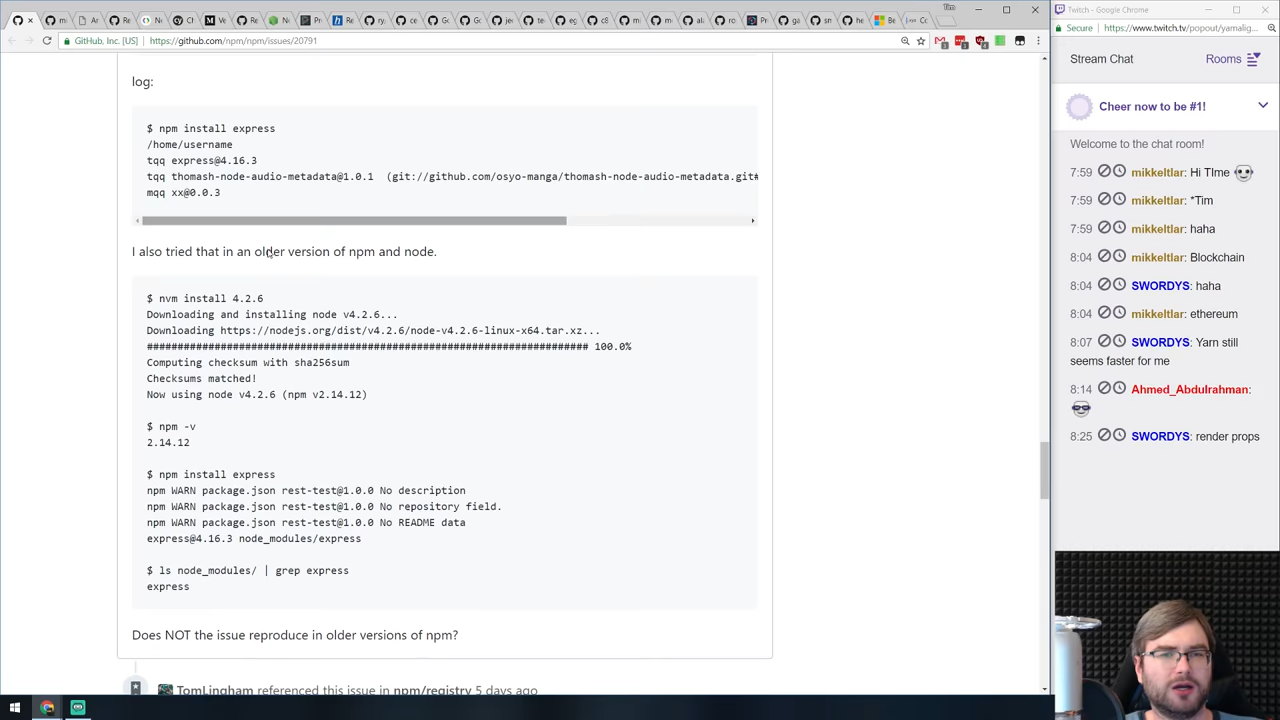 Tim
Twitch - Google Chrome
GitHub, Inc. [US] https://github.com/npm/npm/issues/20791
Secure https://www.twitch.tv/popout/yamalig...
log:
$ npm install express
/home/username
tqq express@4.16.3
tqq thomash-node-audio-metadata@1.0.1 (git://github.com/osyo-manga/thomash-node-audio-metadata.git#
mqq xx@0.0.3
I also tried that in an older version of npm and node.
$ nvm install 4.2.6
Downloading and installing node v4.2.6...
Downloading https://nodejs.org/dist/v4.2.6/node-v4.2.6-linux-x64.tar.xz...
######################################################################## 100.0%
Computing checksum with sha256sum
Checksums matched!
Now using node v4.2.6 (npm v2.14.12)
$ npm -v
2.14.12
$ npm install express
npm WARN package.json rest-test@1.0.0 No description
npm WARN package.json rest-test@1.0.0 No repository field.
npm WARN package.json rest-test@1.0.0 No README data
express@4.16.3 node_modules/express
$ ls node_modules/ | grep express
express
Does NOT the issue reproduce in older versions of npm?
TomLingham referenced this issue in npm/registry 5 days ago
Stream Chat
Rooms
Cheer now to be #1!
Welcome to the chat room!
7:59 mikkeltlar: Hi TIme
7:59 mikkeltlar: *Tim
7:59 mikkeltlar: haha
8:04 mikkeltlar: Blockchain
8:04 SWORDYS: haha
8:04 mikkeltlar: ethereum
8:07 SWORDYS: Yarn still
seems faster for me
8:14 Ahmed_Abdulrahman:
8:25 SWORDYS: render props